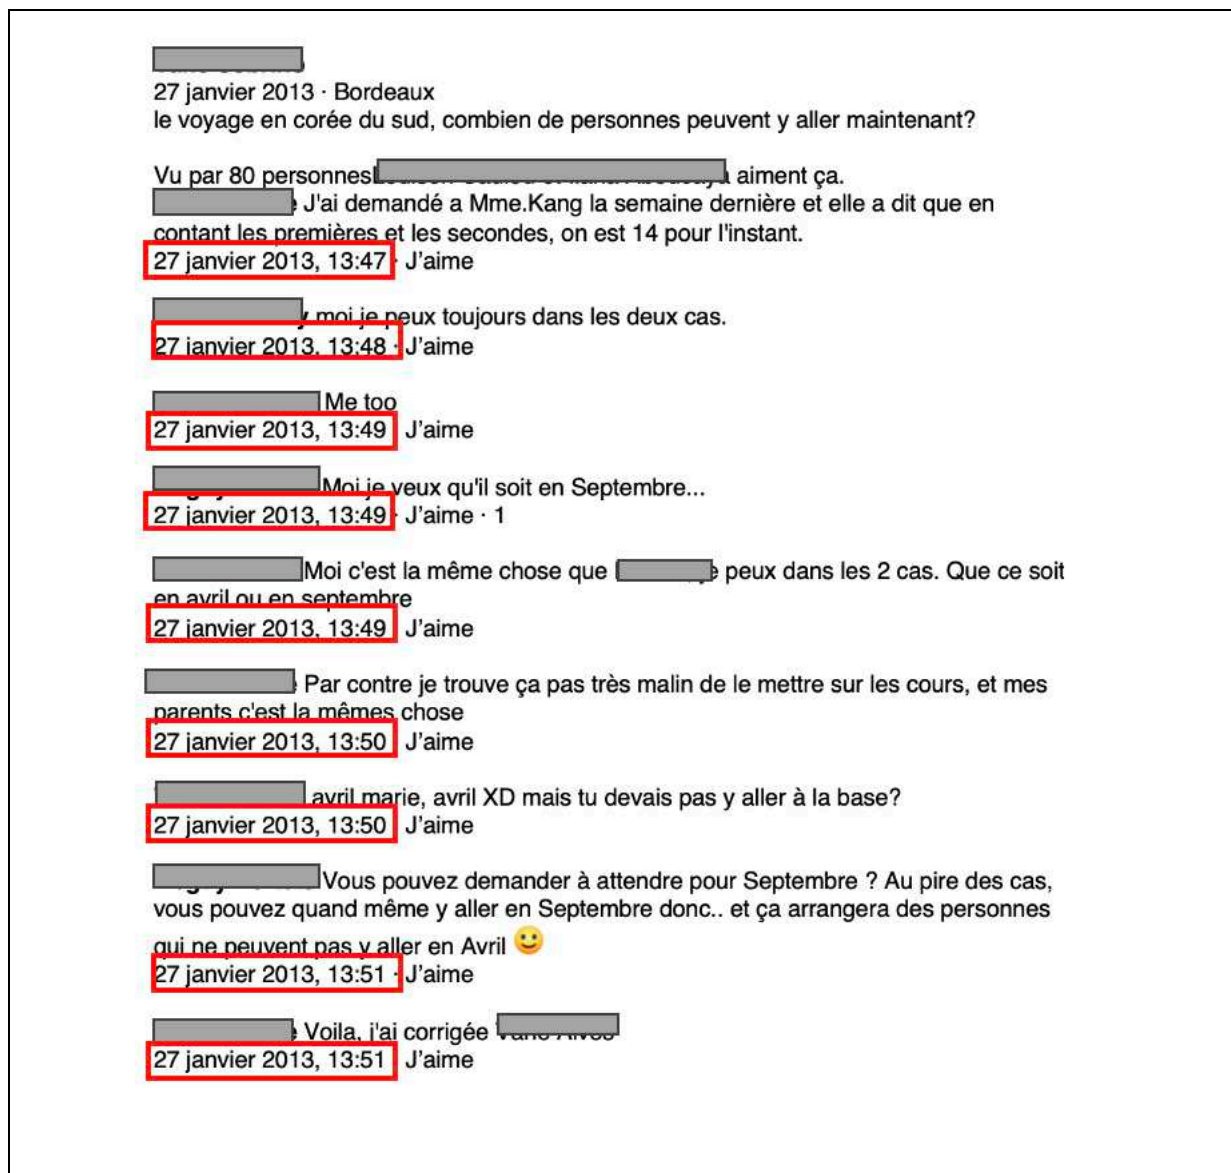 27 janvier 2013 · Bordeaux
le voyage en corée du sud, combien de personnes peuvent y aller maintenant?
Vu par 80 personnes aiment ça.
J'ai demandé a Mme.Kang la semaine dernière et elle a dit que en
contant les premières et les secondes, on est 14 pour l'instant.
27 janvier 2013, 13:47 · J'aime
moi je peux toujours dans les deux cas.
27 janvier 2013, 13:48 · J'aime
Me too
27 janvier 2013, 13:49 J'aime
Moi je veux qu'il soit en Septembre...
27 janvier 2013, 13:49 · J'aime · 1
Moi c'est la même chose que peux dans les 2 cas. Que ce soit
en avril ou en septembre
27 janvier 2013, 13:49 J'aime
Par contre je trouve ça pas très malin de le mettre sur les cours, et mes
parents c'est la mêmes chose
27 janvier 2013, 13:50 J'aime
avril marie, avril XD mais tu devais pas y aller à la base?
27 janvier 2013, 13:50 J'aime
Vous pouvez demander à attendre pour Septembre ? Au pire des cas,
vous pouvez quand même y aller en Septembre donc.. et ça arrangera des personnes
qui ne peuvent pas y aller en Avril 🙂
27 janvier 2013, 13:51 · J'aime
Voila, j'ai corrigée
27 janvier 2013, 13:51 J'aime